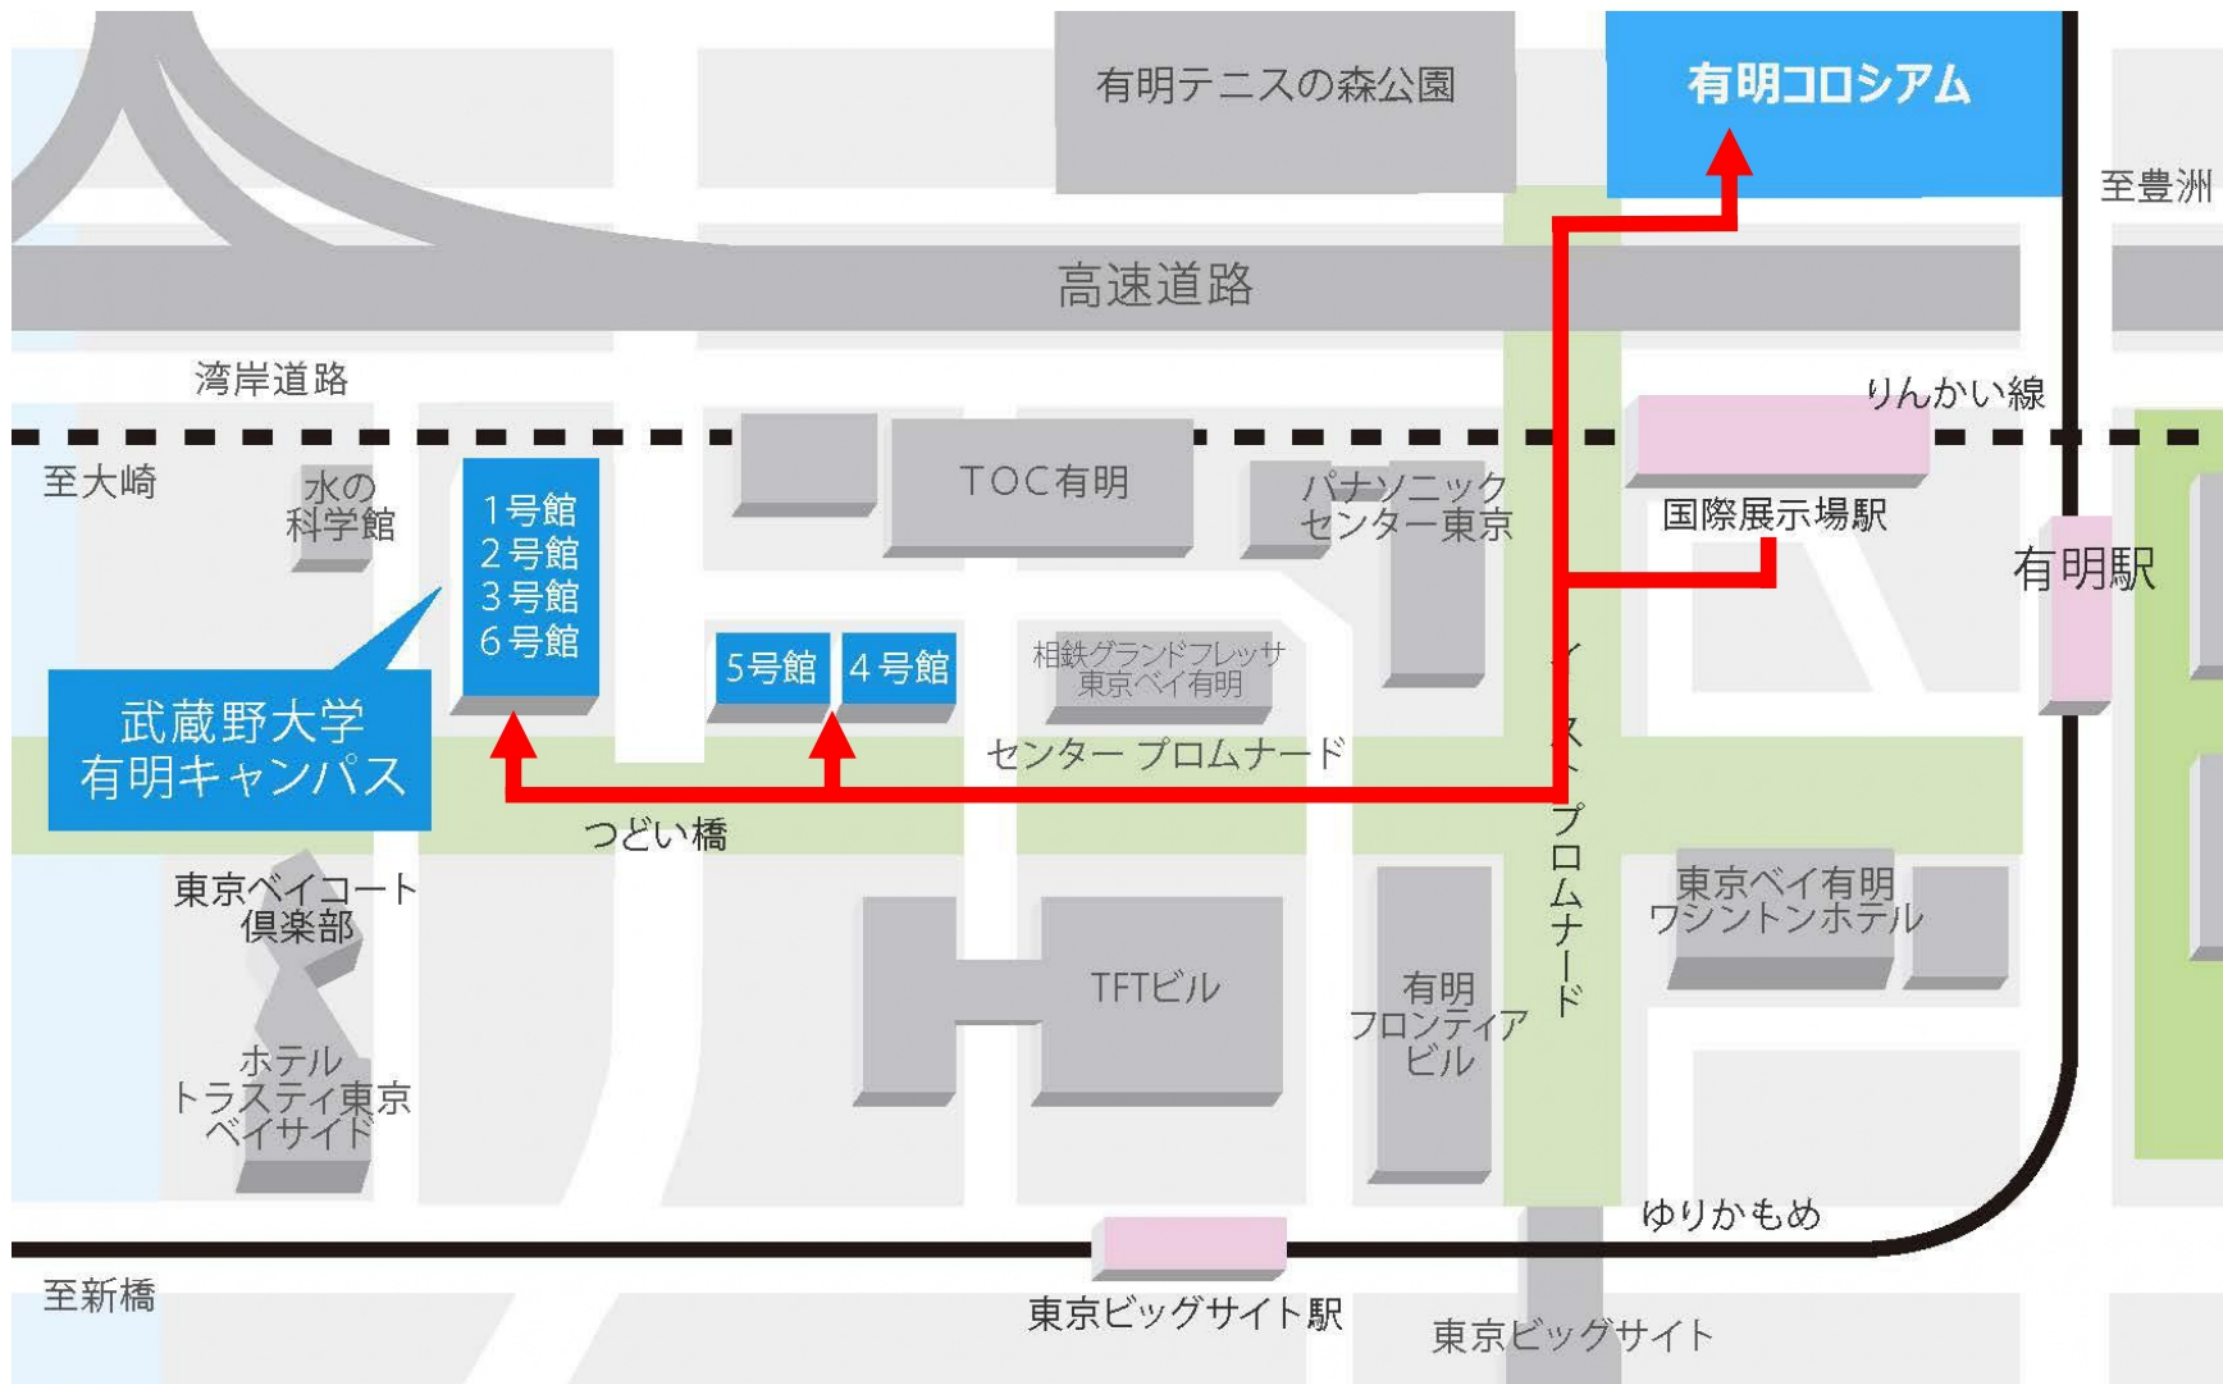 有明テニスの森公園
有明コロシアム
至豊洲
高速道路
湾岸道路
りんかい線
至大崎
水の
科学館
1号館
2号館
3号館
6号館
TOC有明
パナソニック
センター東京
国際展示場駅
有明駅
5号館
4号館
相鉄グランドフレッサ
東京ベイ有明
武蔵野大学
有明キャンパス
センター プロムナード
イースト プロムナード
つどい橋
東京ベイコート
倶楽部
東京ベイ有明
ワシントンホテル
TFTビル
有明
フロンティア
ビル
ホテル
トラスティ東京
ベイサイド
ゆりかもめ
至新橋
東京ビッグサイト駅
東京ビッグサイト